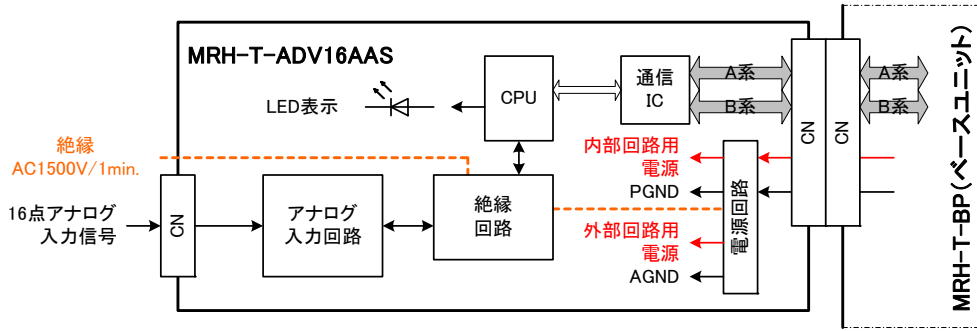 MRH-T-ADV16AAS
LED表示
CPU
通信
IC
A系
B系
CN
CN
A系
B系
MRH-T-BP(ベースユニット)
絶縁
AC1500V/1min.
16点アナログ
入力信号
CN
アナログ
入力回路
絶縁
回路
内部回路用
電源
PGND
外部回路用
電源
AGND
電源回路